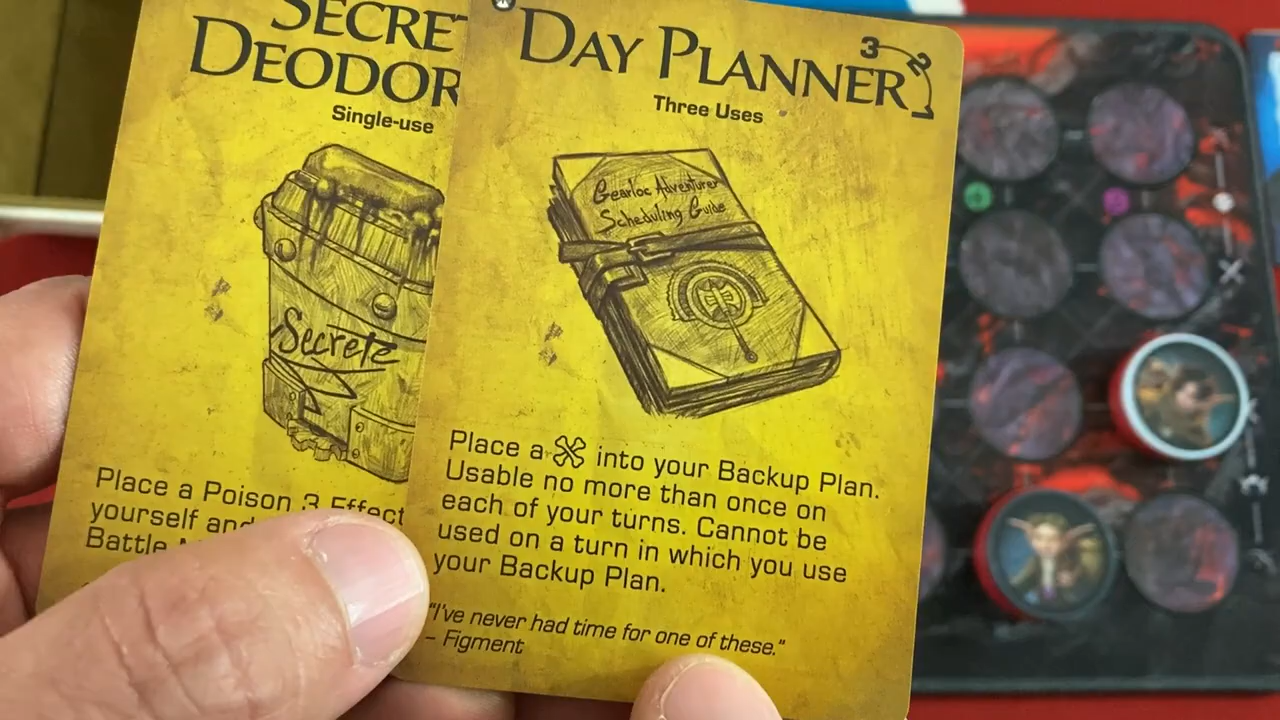 SECRE
DEODOR
Single-use
Secrete
Place a Poison 3 Effect
yourself and
Battle
DAY PLANNER
3 2 1
Three Uses
Gearloc Adventurer
Scheduling Guide
Place a into your Backup Plan.
Usable no more than once on
each of your turns. Cannot be
used on a turn in which you use
your Backup Plan.
"I've never had time for one of these."
– Figment